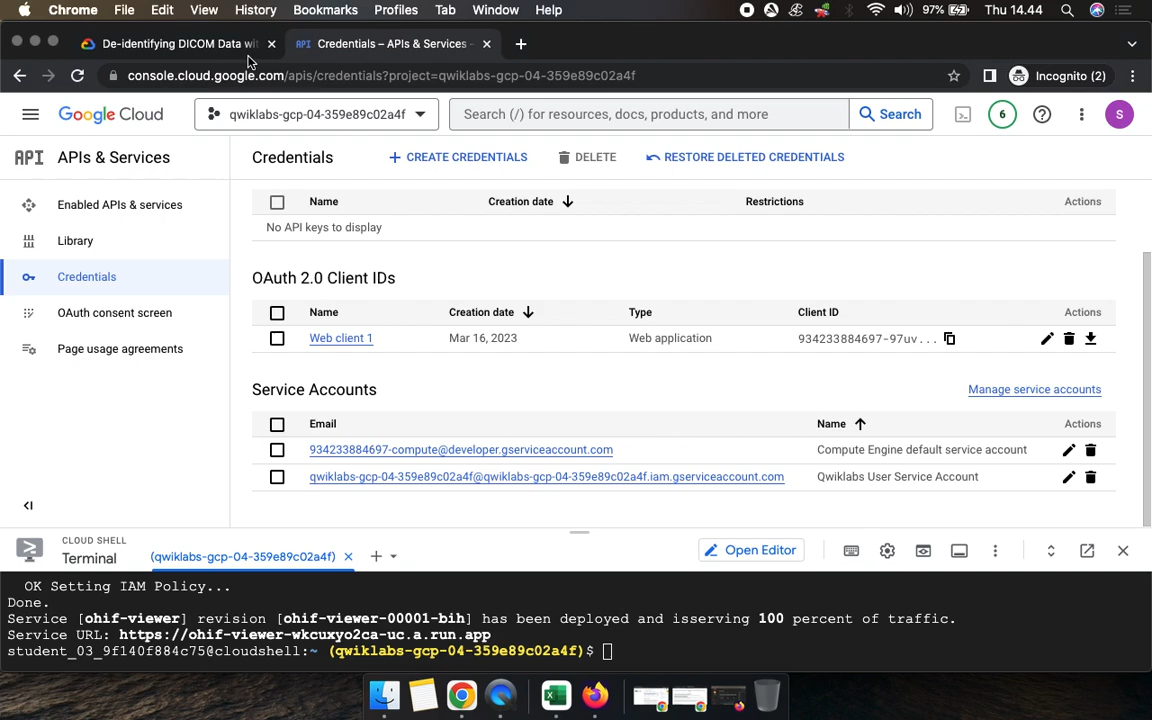 Chrome File Edit View History Bookmarks Profiles Tab Window Help 97% Thu 14.44
De-identifying DICOM Data wit
API Credentials – APIs & Services -
console.cloud.google.com/apis/credentials?project=qwiklabs-gcp-04-359e89c02a4f
Incognito (2)
Google Cloud
qwiklabs-gcp-04-359e89c02a4f
Search (/) for resources, docs, products, and more
Search
6
S
API APIs & Services
Credentials
CREATE CREDENTIALS
DELETE
RESTORE DELETED CREDENTIALS
Enabled APIs & services
Library
Credentials
OAuth consent screen
Page usage agreements
Name Creation date Restrictions Actions
No API keys to display
OAuth 2.0 Client IDs
Name Creation date Type Client ID Actions
Web client 1 Mar 16, 2023 Web application 934233884697-97uv...
Service Accounts
Manage service accounts
Email Name Actions
934233884697-compute@developer.gserviceaccount.com Compute Engine default service account
qwiklabs-gcp-04-359e89c02a4f@qwiklabs-gcp-04-359e89c02a4f.iam.gserviceaccount.com Qwiklabs User Service Account
CLOUD SHELL
Terminal
(qwiklabs-gcp-04-359e89c02a4f)
Open Editor
OK Setting IAM Policy...
Done.
Service [ohif-viewer] revision [ohif-viewer-00001-bih] has been deployed and isserving 100 percent of traffic.
Service URL: https://ohif-viewer-wkcuxyo2ca-uc.a.run.app
student_03_9f140f884c75@cloudshell:~ (qwiklabs-gcp-04-359e89c02a4f)$